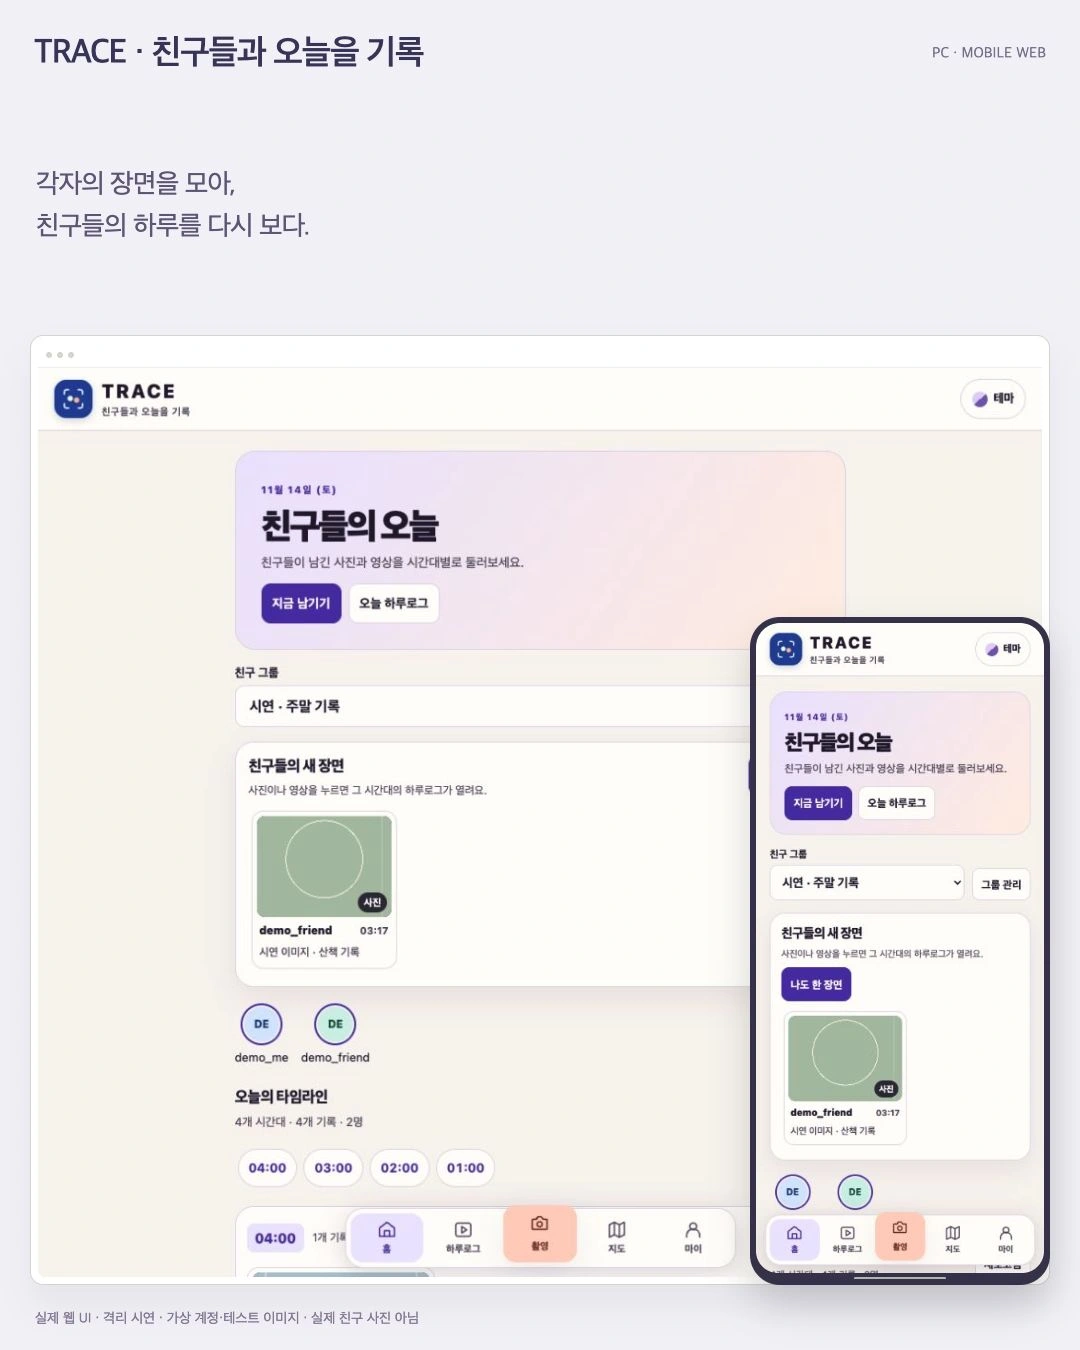 TRACE · 친구들과 오늘을 기록
PC · MOBILE WEB
각자의 장면을 모아,
친구들의 하루를 다시 보다.
TRACE
친구들과 오늘을 기록
테마
11월 14일 (토)
친구들의 오늘
친구들이 남긴 사진과 영상을 시간대별로 둘러보세요.
지금 남기기
오늘 하루로그
친구 그룹
시연 · 주말 기록
친구들의 새 장면
사진이나 영상을 누르면 그 시간대의 하루로그가 열려요.
사진
demo_friend 03:17
시연 이미지 · 산책 기록
DE DE
demo_me demo_friend
오늘의 타임라인
4개 시간대 · 4개 기록 · 2명
04:00 03:00 02:00 01:00
04:00 1개
홈 하루로그 촬영 지도 마이
TRACE
친구들과 오늘을 기록
테마
11월 14일 (토)
친구들의 오늘
친구들이 남긴 사진과 영상을 시간대별로 둘러보세요.
지금 남기기
오늘 하루로그
친구 그룹
시연 · 주말 기록
그룹 관리
친구들의 새 장면
사진이나 영상을 누르면 그 시간대의 하루로그가 열려요.
나도 한 장면
사진
demo_friend 03:17
시연 이미지 · 산책 기록
DE DE
홈 하루로그 촬영 지도 마이
실제 웹 UI · 격리 시연 · 가상 계정·테스트 이미지 · 실제 친구 사진 아님